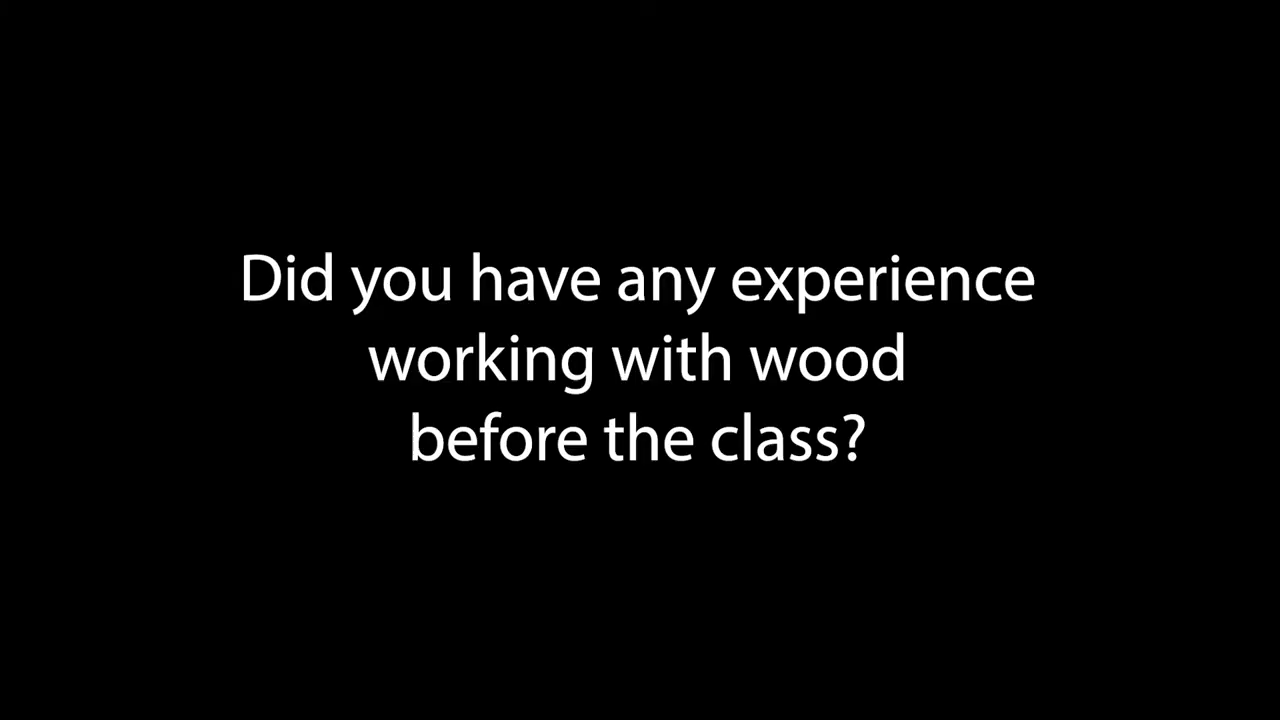 Did you have any experience
working with wood
before the class?